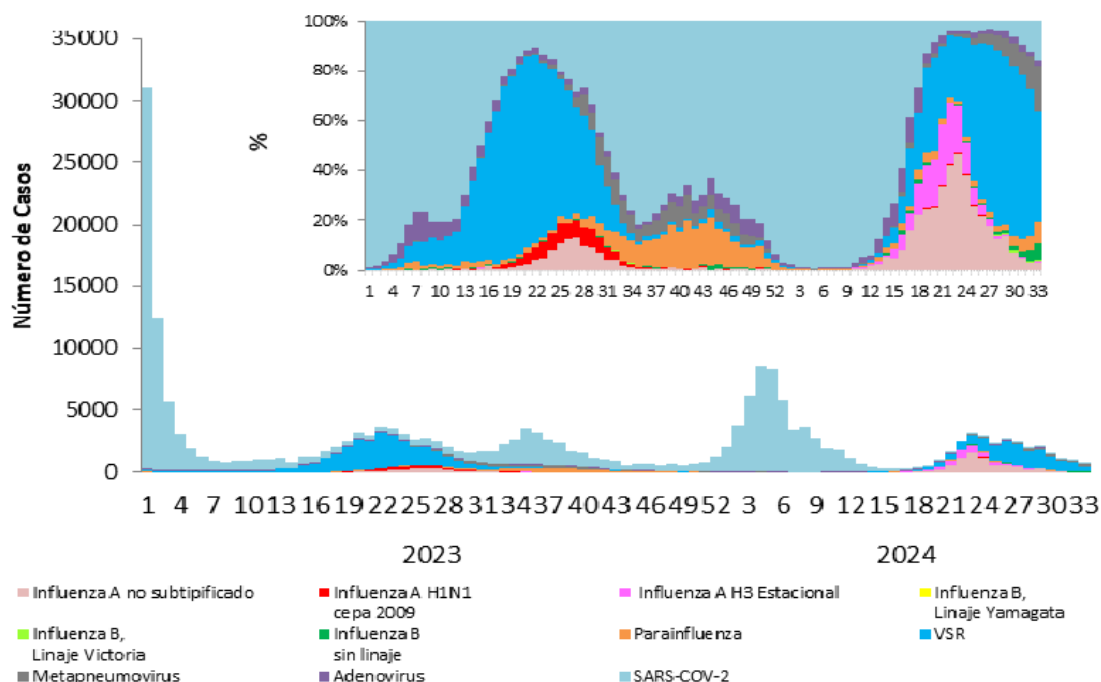 100%
80%
60%
40%
20%
0%
%
1 4 7 10 13 16 19 22 25 28 31 34 37 40 43 46 49 52 3 6 9 12 15 18 21 24 27 30 33
Número de Casos
35000
30000
25000
20000
15000
10000
5000
0
1 4 7 10 13 16 19 22 25 28 31 34 37 40 43 46 49 52 3 6 9 12 15 18 21 24 27 30 33
2023 2024
Influenza A no subtipificado
Influenza A H1N1
cepa 2009
Influenza A H3 Estacional
Influenza B,
Linaje Yamagata
Influenza B,
Linaje Victoria
Influenza B
sin linaje
Parainfluenza
VSR
Metapneumovirus
Adenovirus
SARS-COV-2